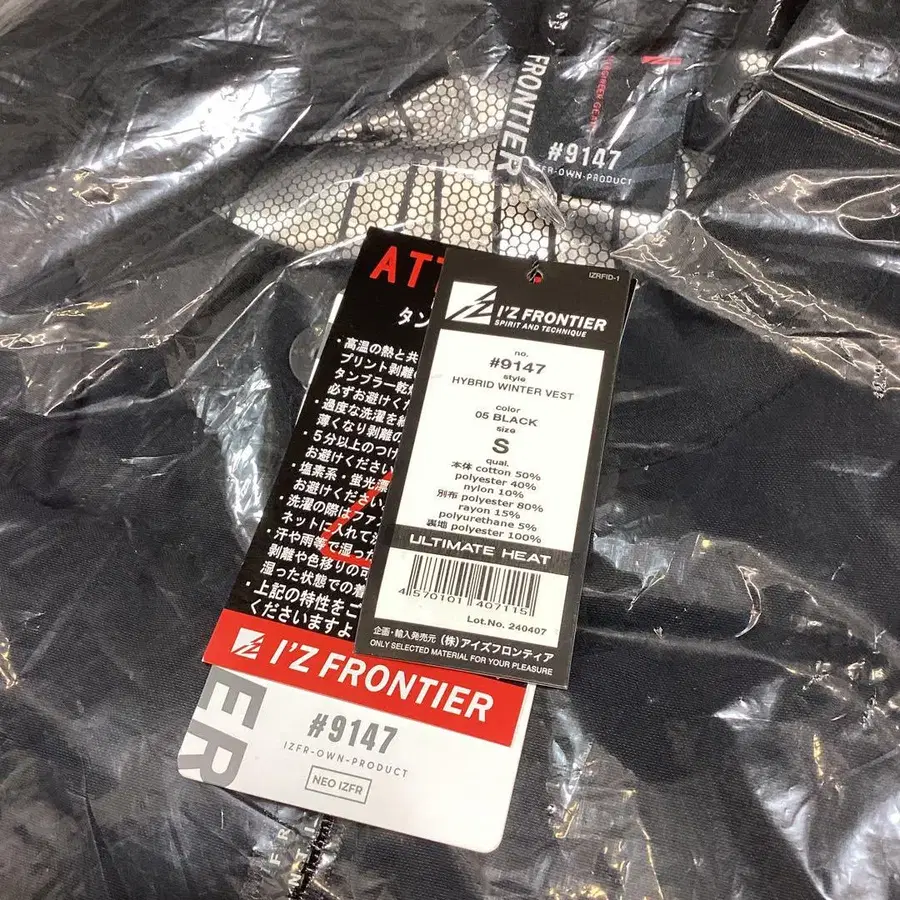 FRONTIER
#9147
IZFR-OWN-PRODUCT
IZRFID-1
I'Z FRONTIER
SPIRIT AND TECHNIQUE
no.
#9147
style
HYBRID WINTER VEST
color
05 BLACK
size
S
qual.
本体 cotton 50%
polyester 40%
nylon 10%
別布 polyester 80%
rayon 15%
polyurethane 5%
裏地 polyester 100%
ULTIMATE HEAT
4570101 407115
Lot.No. 240407
企画・輸入発売元 (株)アイズフロンティア
ONLY SELECTED MATERIAL FOR YOUR PLEASURE
ATT
タン
・高温の熱と共
プリント剥離
タンブラー乾燥
必ずお避けくだ
・過度な洗濯を
薄くなり剥離の
・5分以上のつけ
お避けください
・塩素系・蛍光漂
お避けください
・洗濯の際はファ
ネットに入れて洗
・汗や雨等で湿った
剥離や色移りの可
湿った状態での着
・上記の特性をご
くださいますよ
I'Z FRONTIER
ER
#9147
IZFR-OWN-PRODUCT
NEO IZFR